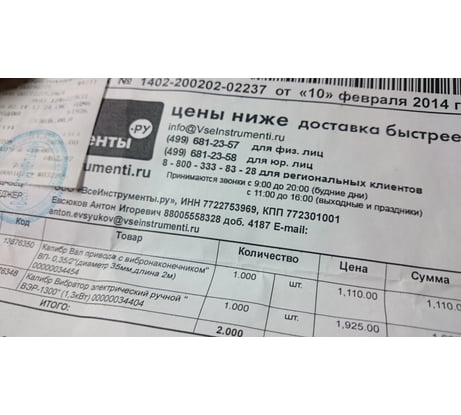 № 1402-200202-02237 от «10» февраля 2014 г
енты .ру
rumenti.ru
цены ниже доставка быстрее
info@VseInstrumenti.ru
(499) 681-23-57 для физ. лиц
(499) 681-23-58 для юр. лиц
8 - 800 - 333 - 83 - 28 для региональных клиентов
Принимаются звонки с 9:00 до 20:00 (будние дни)
с 11:00 до 16:00 (выходные и праздники)
ООО «ВсеИнструменты.ру», ИНН 7722753969, КПП 772301001
Евсюков Антон Игоревич 88005558328 доб. 4187 E-mail:
anton.evsyukov@vseinstrumenti.ru
Код Товар Количество Цена Сумма
13876350 Калибр Вал привода с вибронаконечником" 1.000 шт. 1,110.00 1,110.0
ВП- 0,35/2"(диаметр 35мм,длина 2м)
00000034454
76348 Калибр Вибратор электрический ручной " 1.000 шт. 1,925.00
ВЭР-1300" (1,3кВт) 00000034404
ИТОГО: 2.000